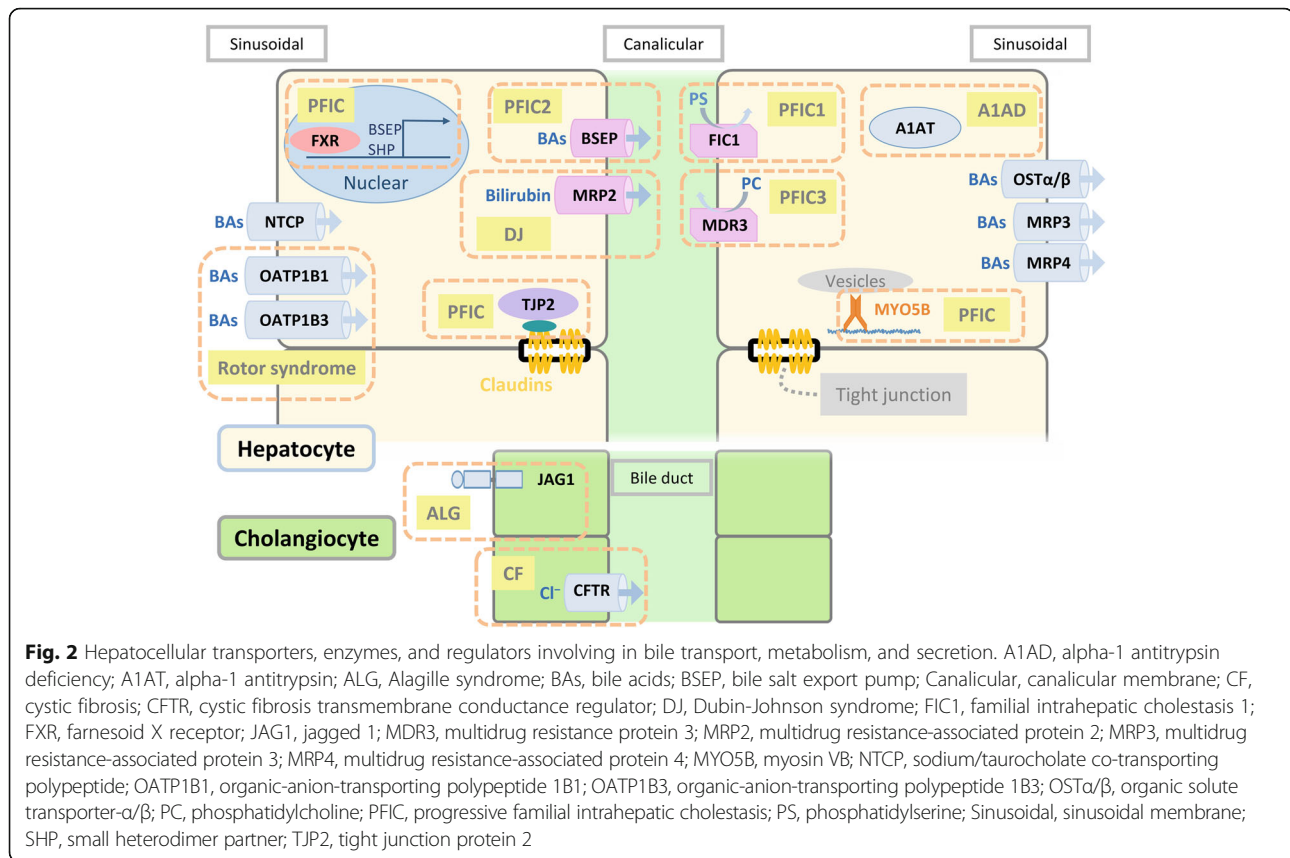 Sinusoidal
Canalicular
Sinusoidal
PFIC
FXR
BSEP
SHP
Nuclear
PFIC2
BAs BSEP
Bilirubin MRP2
DJ
PS
FIC1
PFIC1
PC
MDR3
PFIC3
A1AT
A1AD
BAs OSTα/β
BAs MRP3
BAs MRP4
BAs NTCP
BAs OATP1B1
BAs OATP1B3
Rotor syndrome
PFIC
TJP2
Claudins
Vesicles
MYO5B
PFIC
Tight junction
Hepatocyte
JAG1
ALG
Bile duct
Cholangiocyte
CF
Cl⁻ CFTR
Fig. 2 Hepatocellular transporters, enzymes, and regulators involving in bile transport, metabolism, and secretion. A1AD, alpha-1 antitrypsin
deficiency; A1AT, alpha-1 antitrypsin; ALG, Alagille syndrome; BAs, bile acids; BSEP, bile salt export pump; Canalicular, canalicular membrane; CF,
cystic fibrosis; CFTR, cystic fibrosis transmembrane conductance regulator; DJ, Dubin-Johnson syndrome; FIC1, familial intrahepatic cholestasis 1;
FXR, farnesoid X receptor; JAG1, jagged 1; MDR3, multidrug resistance protein 3; MRP2, multidrug resistance-associated protein 2; MRP3, multidrug
resistance-associated protein 3; MRP4, multidrug resistance-associated protein 4; MYO5B, myosin VB; NTCP, sodium/taurocholate co-transporting
polypeptide; OATP1B1, organic-anion-transporting polypeptide 1B1; OATP1B3, organic-anion-transporting polypeptide 1B3; OSTα/β, organic solute
transporter-α/β; PC, phosphatidylcholine; PFIC, progressive familial intrahepatic cholestasis; PS, phosphatidylserine; Sinusoidal, sinusoidal membrane;
SHP, small heterodimer partner; TJP2, tight junction protein 2